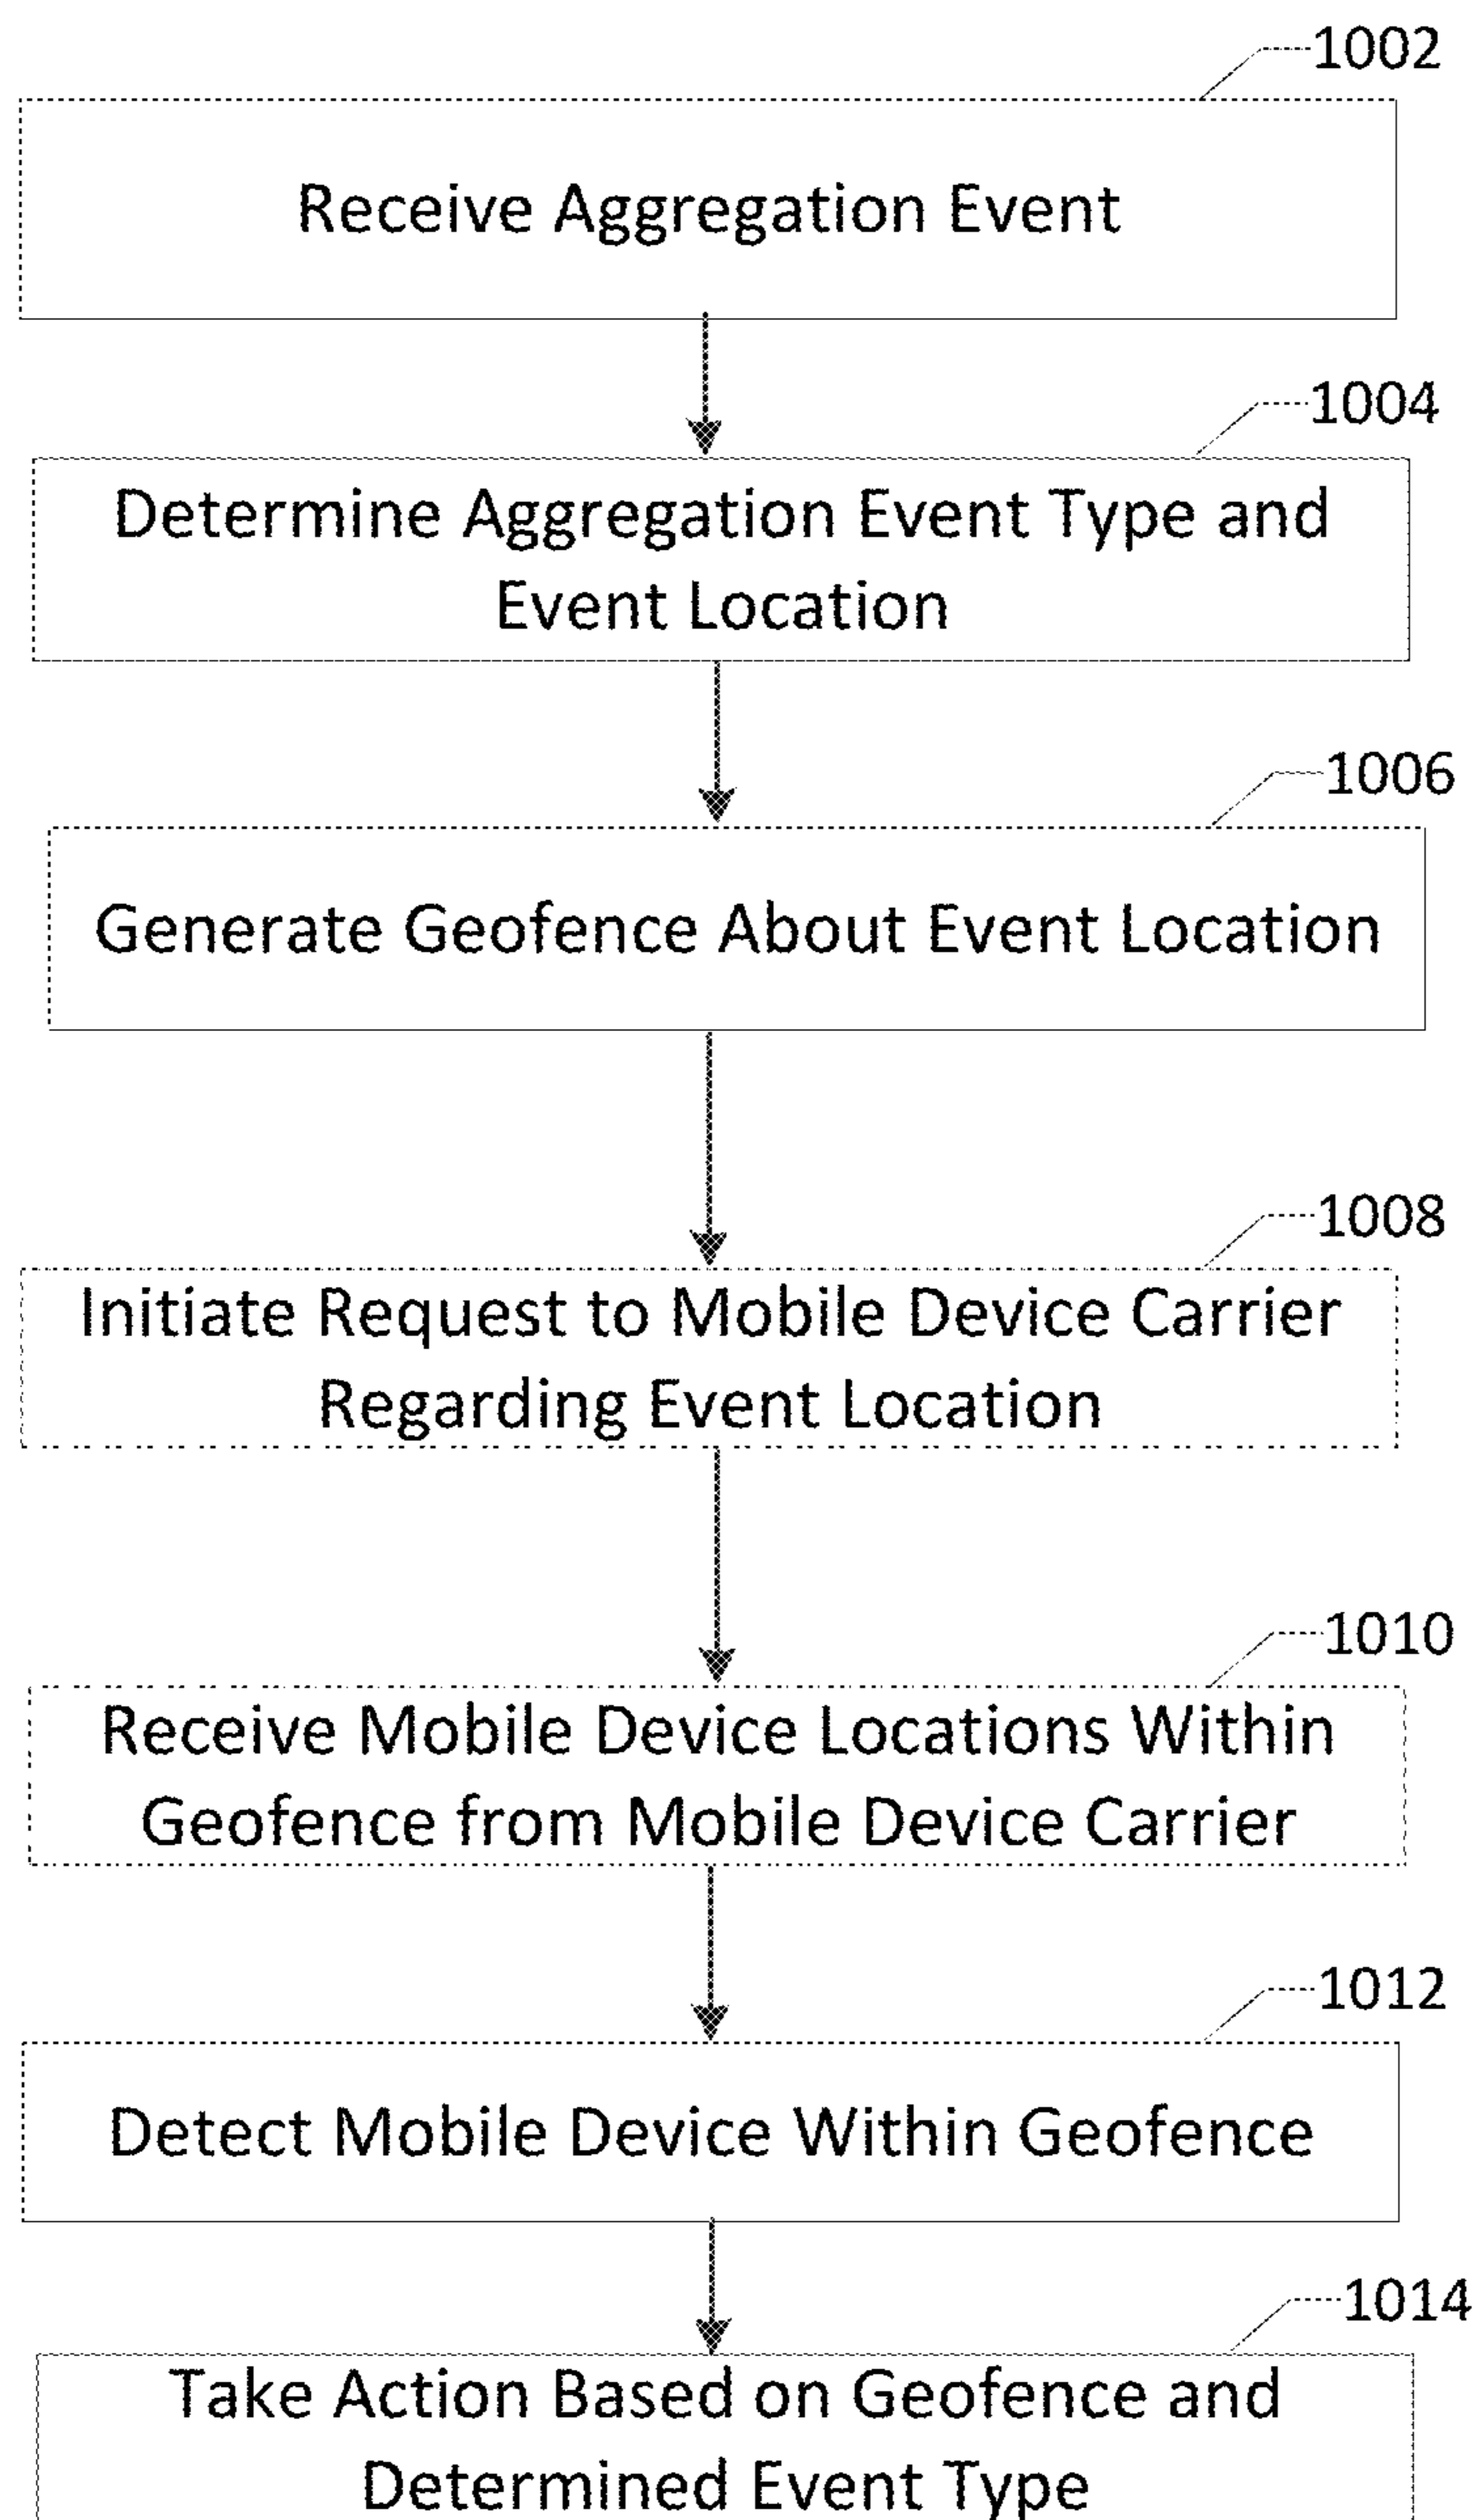 1002
Receive Aggregation Event
1004
Determine Aggregation Event Type and
Event Location
1006
Generate Geofence About Event Location
1008
Initiate Request to Mobile Device Carrier
Regarding Event Location
1010
Receive Mobile Device Locations Within
Geofence from Mobile Device Carrier
1012
Detect Mobile Device Within Geofence
1014
Take Action Based on Geofence and
Determined Event Type